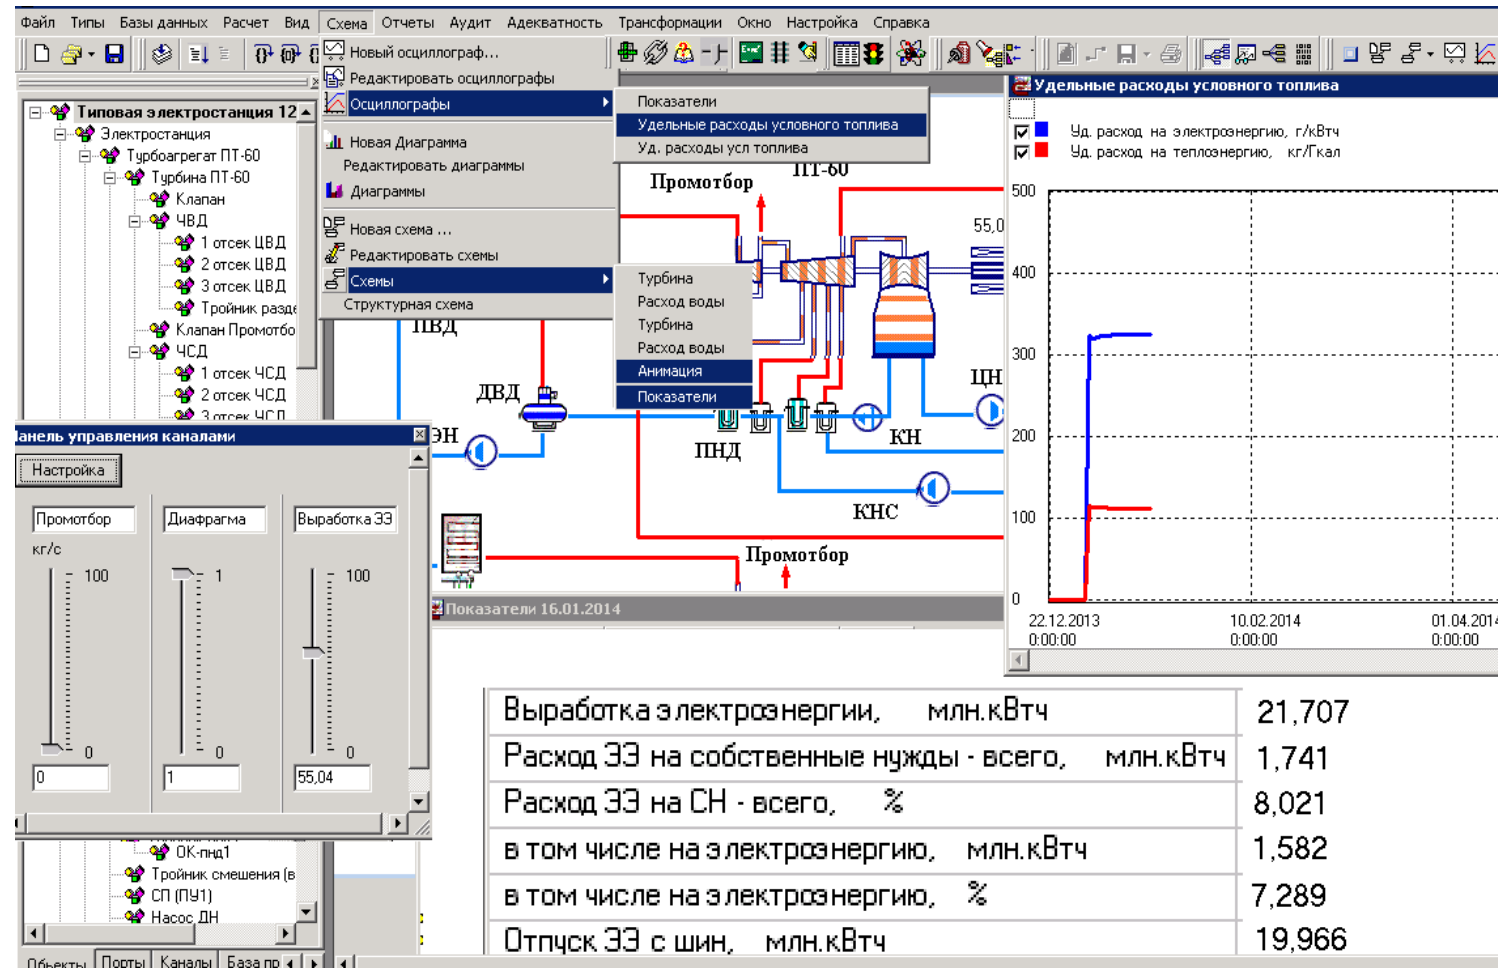 Файл Типы Базы данных Расчет Вид Схема Отчеты Аудит Адекватность Трансформации Окно Настройка Справка
Новый осциллограф...
Редактировать осциллографы
Осциллографы
Новая Диаграмма
Редактировать диаграммы
Диаграммы
Новая схема ...
Редактировать схемы
Схемы
Структурная схема
Показатели
Удельные расходы условного топлива
Уд. расходы усл топлива
Турбина
Расход воды
Турбина
Расход воды
Анимация
Показатели
Типовая электростанция 12
Электростанция
Турбоагрегат ПТ-60
Турбина ПТ-60
Клапан
ЧВД
1 отсек ЦВД
2 отсек ЦВД
3 отсек ЦВД
Тройник разде
Клапан Промотбо
ЧСД
1 отсек ЧСД
2 отсек ЧСД
3 отсек ЧСД
Промотбор
ПТ-60
55,0
ПВД
ДВД
ЭН
ПНД
КН
ЦН
КНС
Промотбор
Удельные расходы условного топлива
Уд. расход на электроэнергию, г/кВтч
Уд. расход на теплоэнергию, кг/Гкал
500
400
300
200
100
0
22.12.2013 10.02.2014 01.04.2014
0:00:00 0:00:00 0:00:00
Панель управления каналами
Настройка
Промотбор Диафрагма Выработка ЭЭ
кг/с
100 1 100
0 0 0
0 1 55,04
ОК-пнд1
Тройник смешения (в
СП (ПУ1)
Насос ДН
Объекты Порты Каналы База пр
Показатели 16.01.2014
Выработка электроэнергии, млн.кВтч 21,707
Расход ЭЭ на собственные нужды - всего, млн.кВтч 1,741
Расход ЭЭ на СН - всего, % 8,021
в том числе на электроэнергию, млн.кВтч 1,582
в том числе на электроэнергию, % 7,289
Отпуск ЭЭ с шин, млн.кВтч 19,966